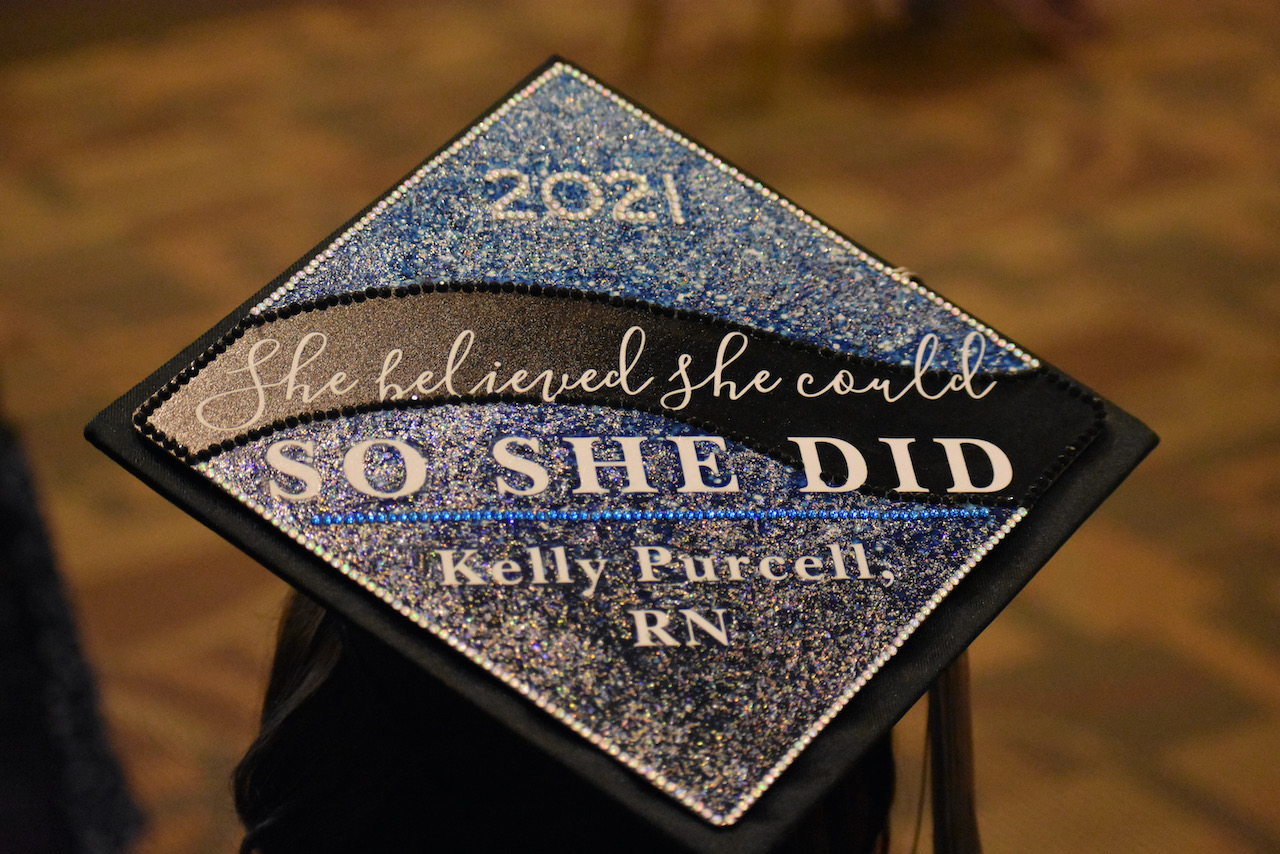 2021
She believed she could
SO SHE DID
Kelly Purcell,
RN